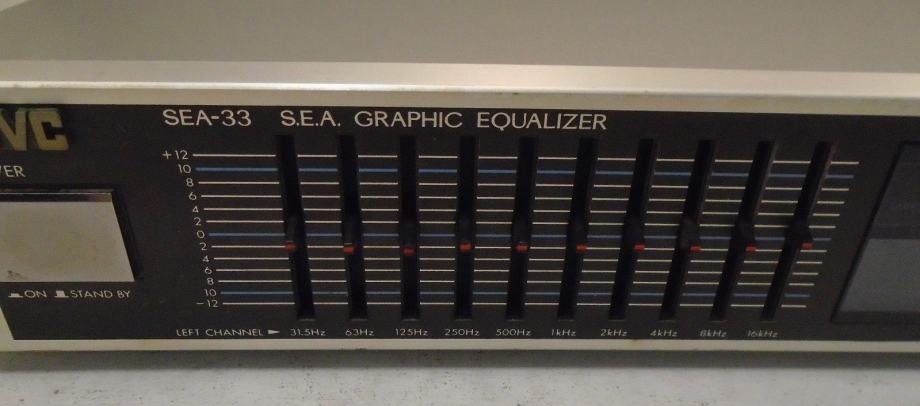 VC
SEA-33 S.E.A. GRAPHIC EQUALIZER
ER
+12
10
8
6
4
2
0
2
4
6
8
10
-12
ON STAND BY
LEFT CHANNEL 31.5Hz 63Hz 125Hz 250Hz 500Hz 1kHz 2kHz 4kHz 8kHz 16kHz